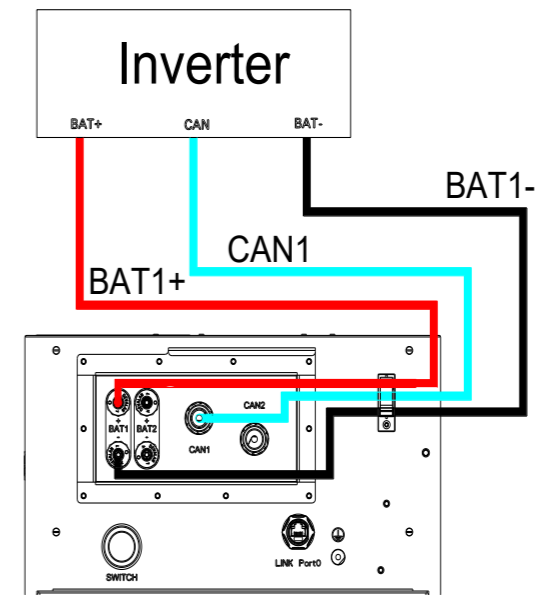 Inverter
BAT+ CAN BAT-
BAT1-
CAN1
BAT1+
CAN2
+ +
BAT1 BAT2
- -
CAN1
LINK Port0
SWITCH